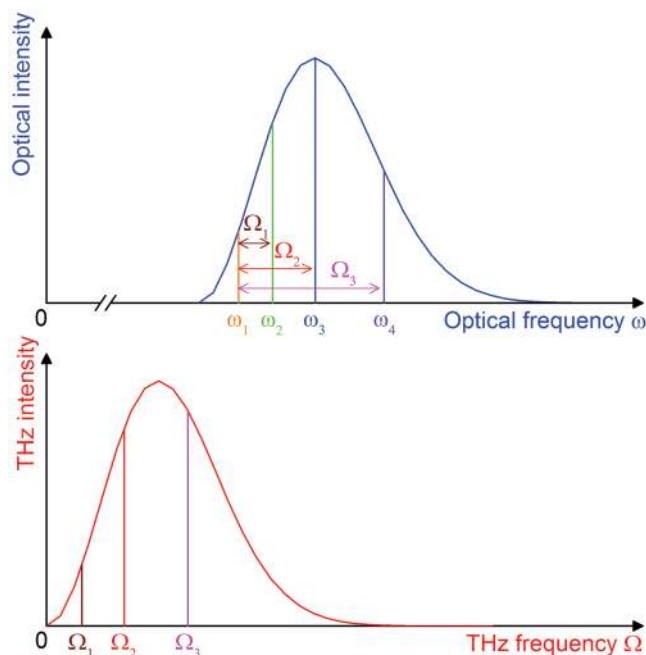 Optical intensity
Ω₁
Ω₂
Ω₃
0
ω₁ ω₂ ω₃ ω₄ Optical frequency ω
THz intensity
0 Ω₁ Ω₂ Ω₃ THz frequency Ω